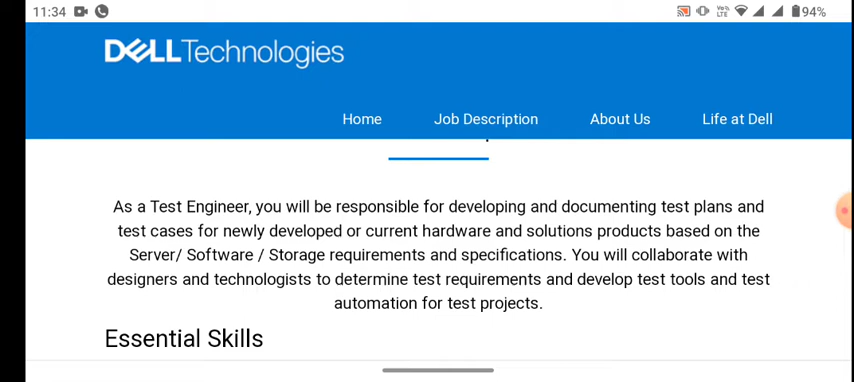 11:34 Vo)) LTE 94%
DELLTechnologies
Home Job Description About Us Life at Dell
As a Test Engineer, you will be responsible for developing and documenting test plans and
test cases for newly developed or current hardware and solutions products based on the
Server/ Software / Storage requirements and specifications. You will collaborate with
designers and technologists to determine test requirements and develop test tools and test
automation for test projects.
Essential Skills